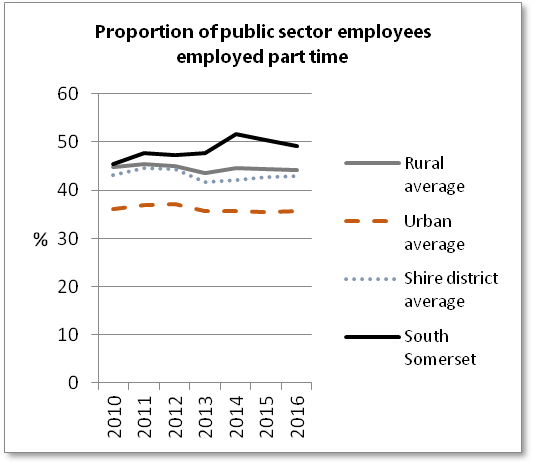 Proportion of public sector employees
employed part time
60
50
40
30
20
10
0
%
2010
2011
2012
2013
2014
2015
2016
Rural
average
Urban
average
Shire district
average
South
Somerset